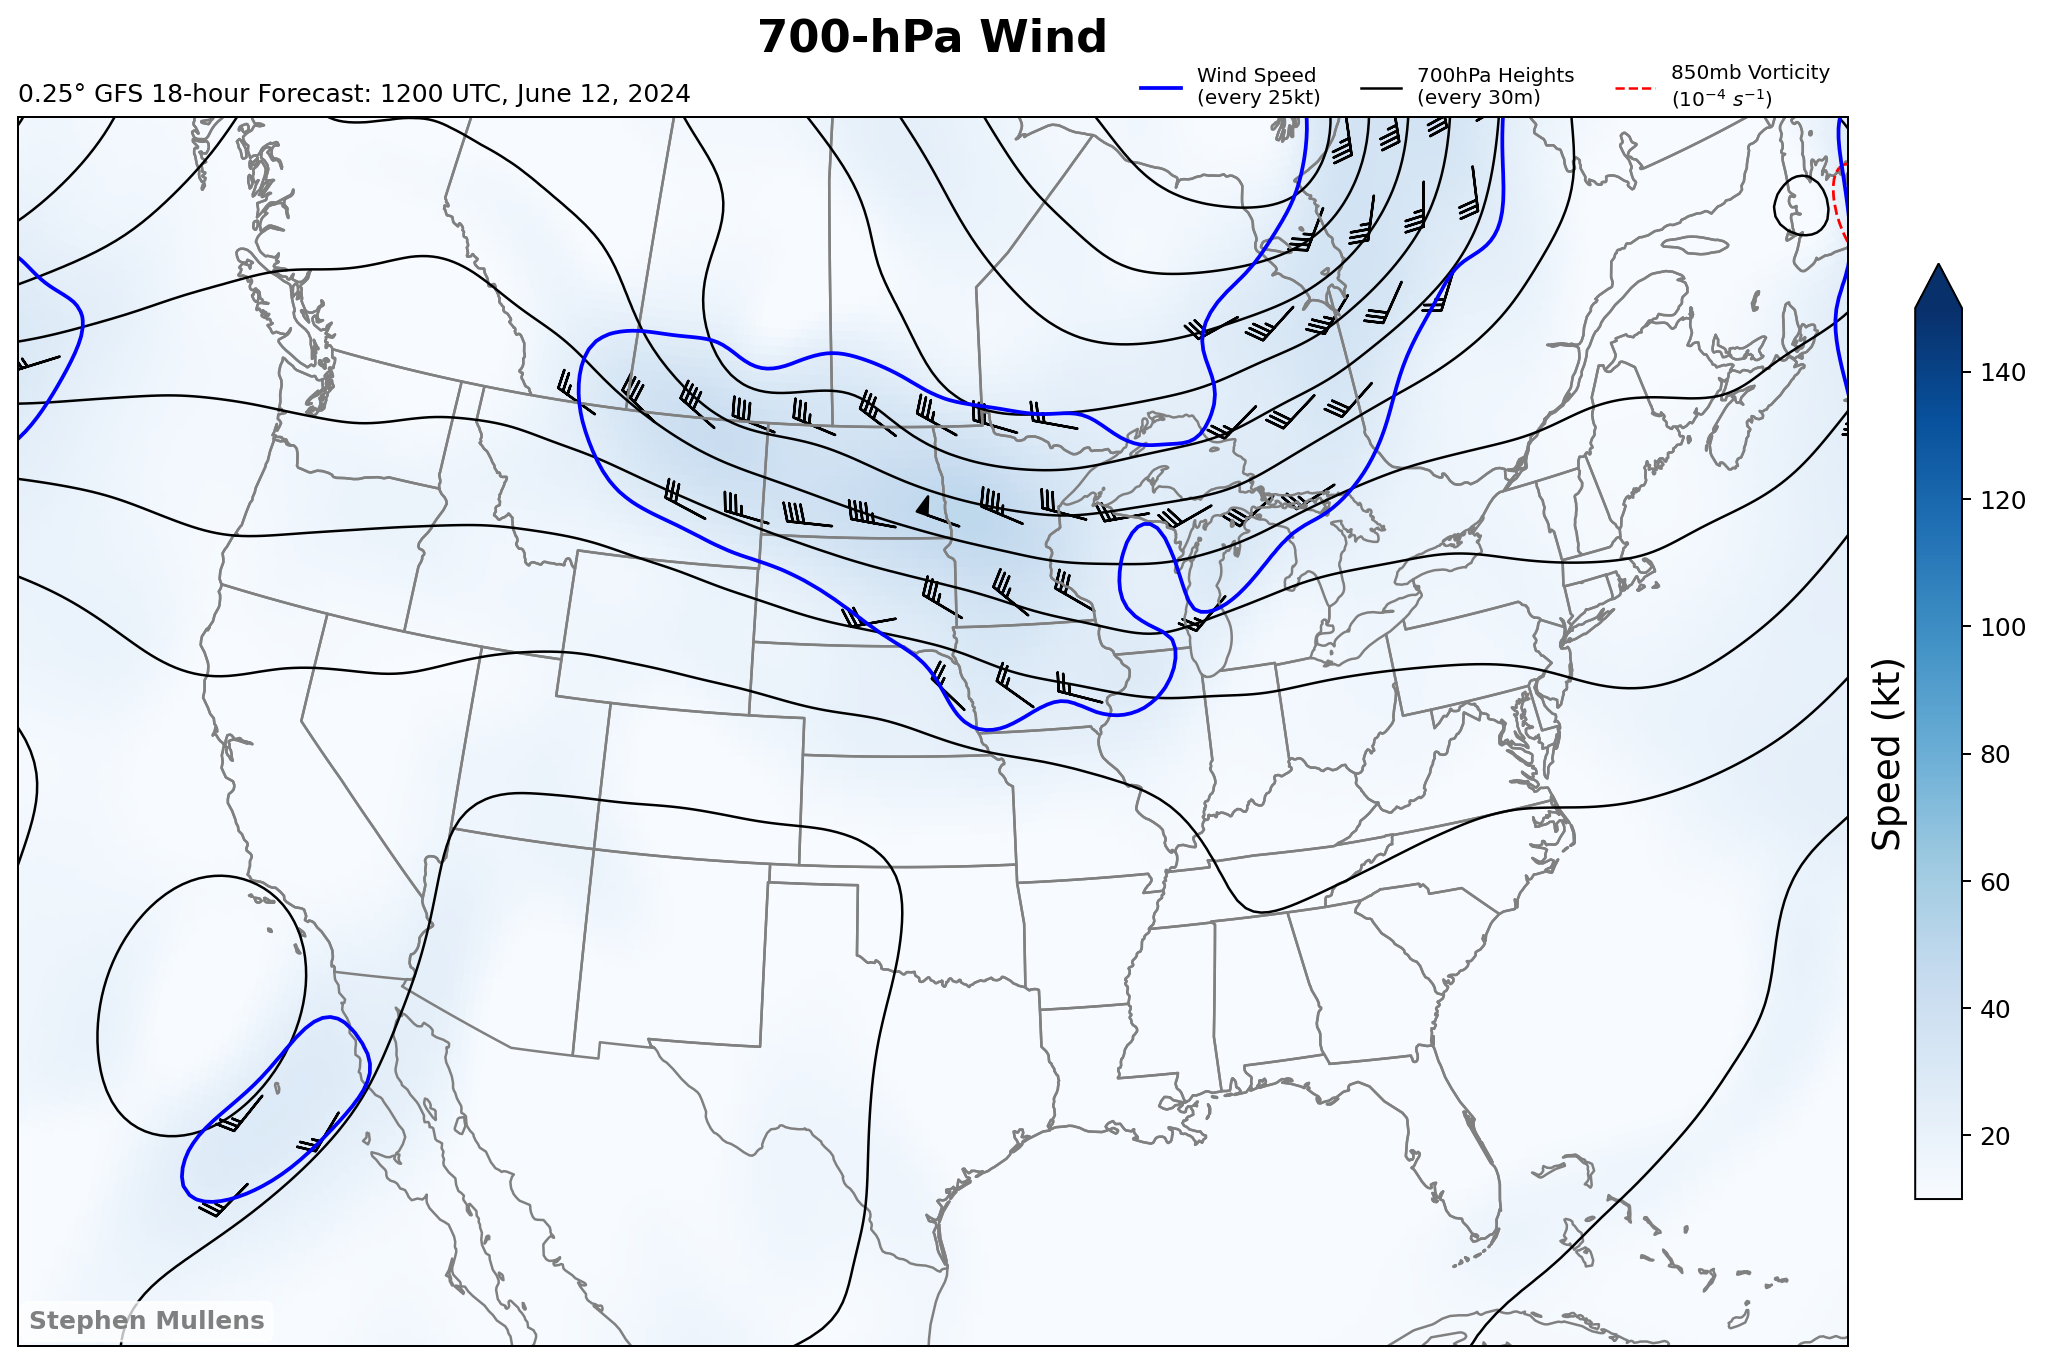 700-hPa Wind
0.25° GFS 18-hour Forecast: 1200 UTC, June 12, 2024
Wind Speed
(every 25kt)
700hPa Heights
(every 30m)
850mb Vorticity
(10⁻⁴ s⁻¹)
140
120
100
80
60
40
20
Speed (kt)
Stephen Mullens